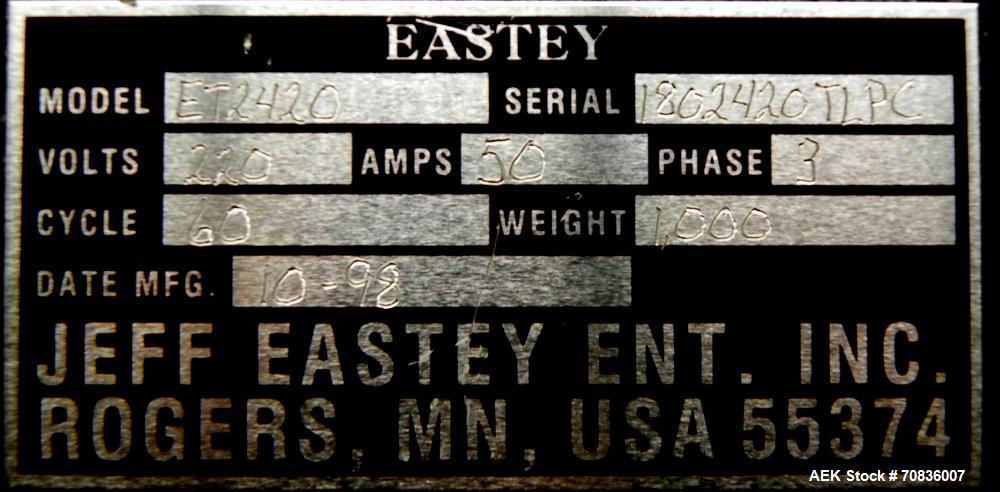 EASTEY
MODEL ET2420 SERIAL 1802420TLPC
VOLTS 220 AMPS 50 PHASE 3
CYCLE 60 WEIGHT 1,000
DATE MFG. 10-98
JEFF EASTEY ENT. INC.
ROGERS, MN, USA 55374
AEK Stock # 70836007